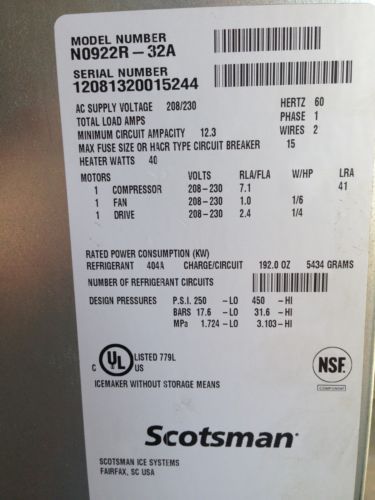 MODEL NUMBER
N0922R-32A
SERIAL NUMBER
12081320015244
AC SUPPLY VOLTAGE 208/230 HERTZ 60
TOTAL LOAD AMPS PHASE 1
MINIMUM CIRCUIT AMPACITY 12.3 WIRES 2
MAX FUSE SIZE OR HACR TYPE CIRCUIT BREAKER 15
HEATER WATTS 40
MOTORS VOLTS RLA/FLA W/HP LRA
1 COMPRESSOR 208-230 7.1 41
1 FAN 208-230 1.0 1/6
1 DRIVE 208-230 2.4 1/4
RATED POWER CONSUMPTION (KW)
REFRIGERANT 404A CHARGE/CIRCUIT 192.0 OZ 5434 GRAMS
NUMBER OF REFRIGERANT CIRCUITS
DESIGN PRESSURES P.S.I. 250 -LO 450 -HI
BARS 17.6 -LO 31.6 -HI
MPa 1.724 -LO 3.103-HI
C UL US LISTED 779L
NSF
COMPONENT
ICEMAKER WITHOUT STORAGE MEANS
Scotsman
SCOTSMAN ICE SYSTEMS
FAIRFAX, SC USA